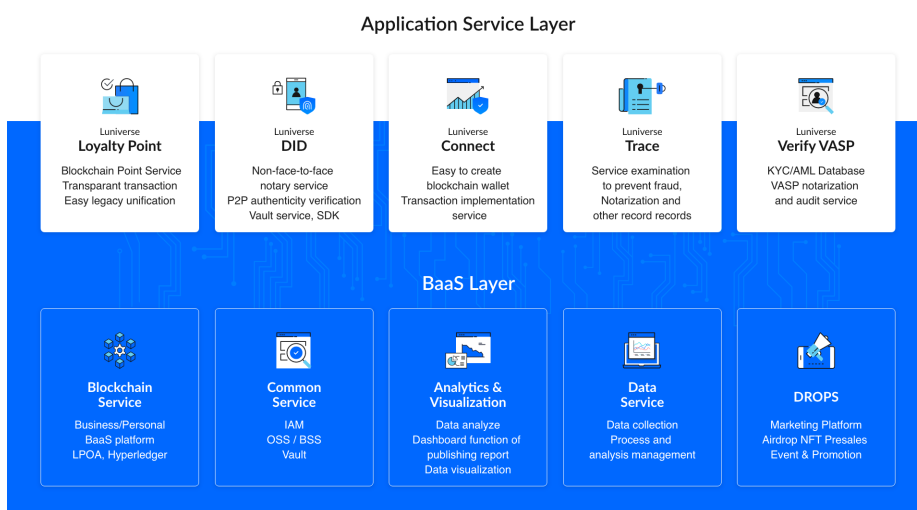 Application Service Layer
Luniverse
Loyalty Point
Blockchain Point Service
Transparant transaction
Easy legacy unification
Luniverse
DID
Non-face-to-face
notary service
P2P authenticity verification
Vault service, SDK
Luniverse
Connect
Easy to create
blockchain wallet
Transaction implementation
service
Luniverse
Trace
Service examination
to prevent fraud,
Notarization and
other record records
Luniverse
Verify VASP
KYC/AML Database
VASP notarization
and audit service
BaaS Layer
Blockchain
Service
Business/Personal
BaaS platform
LPOA, Hyperledger
Common
Service
IAM
OSS / BSS
Vault
Analytics &
Visualization
Data analyze
Dashboard function of
publishing report
Data visualization
Data
Service
Data collection
Process and
analysis management
DROPS
Marketing Platform
Airdrop NFT Presales
Event & Promotion